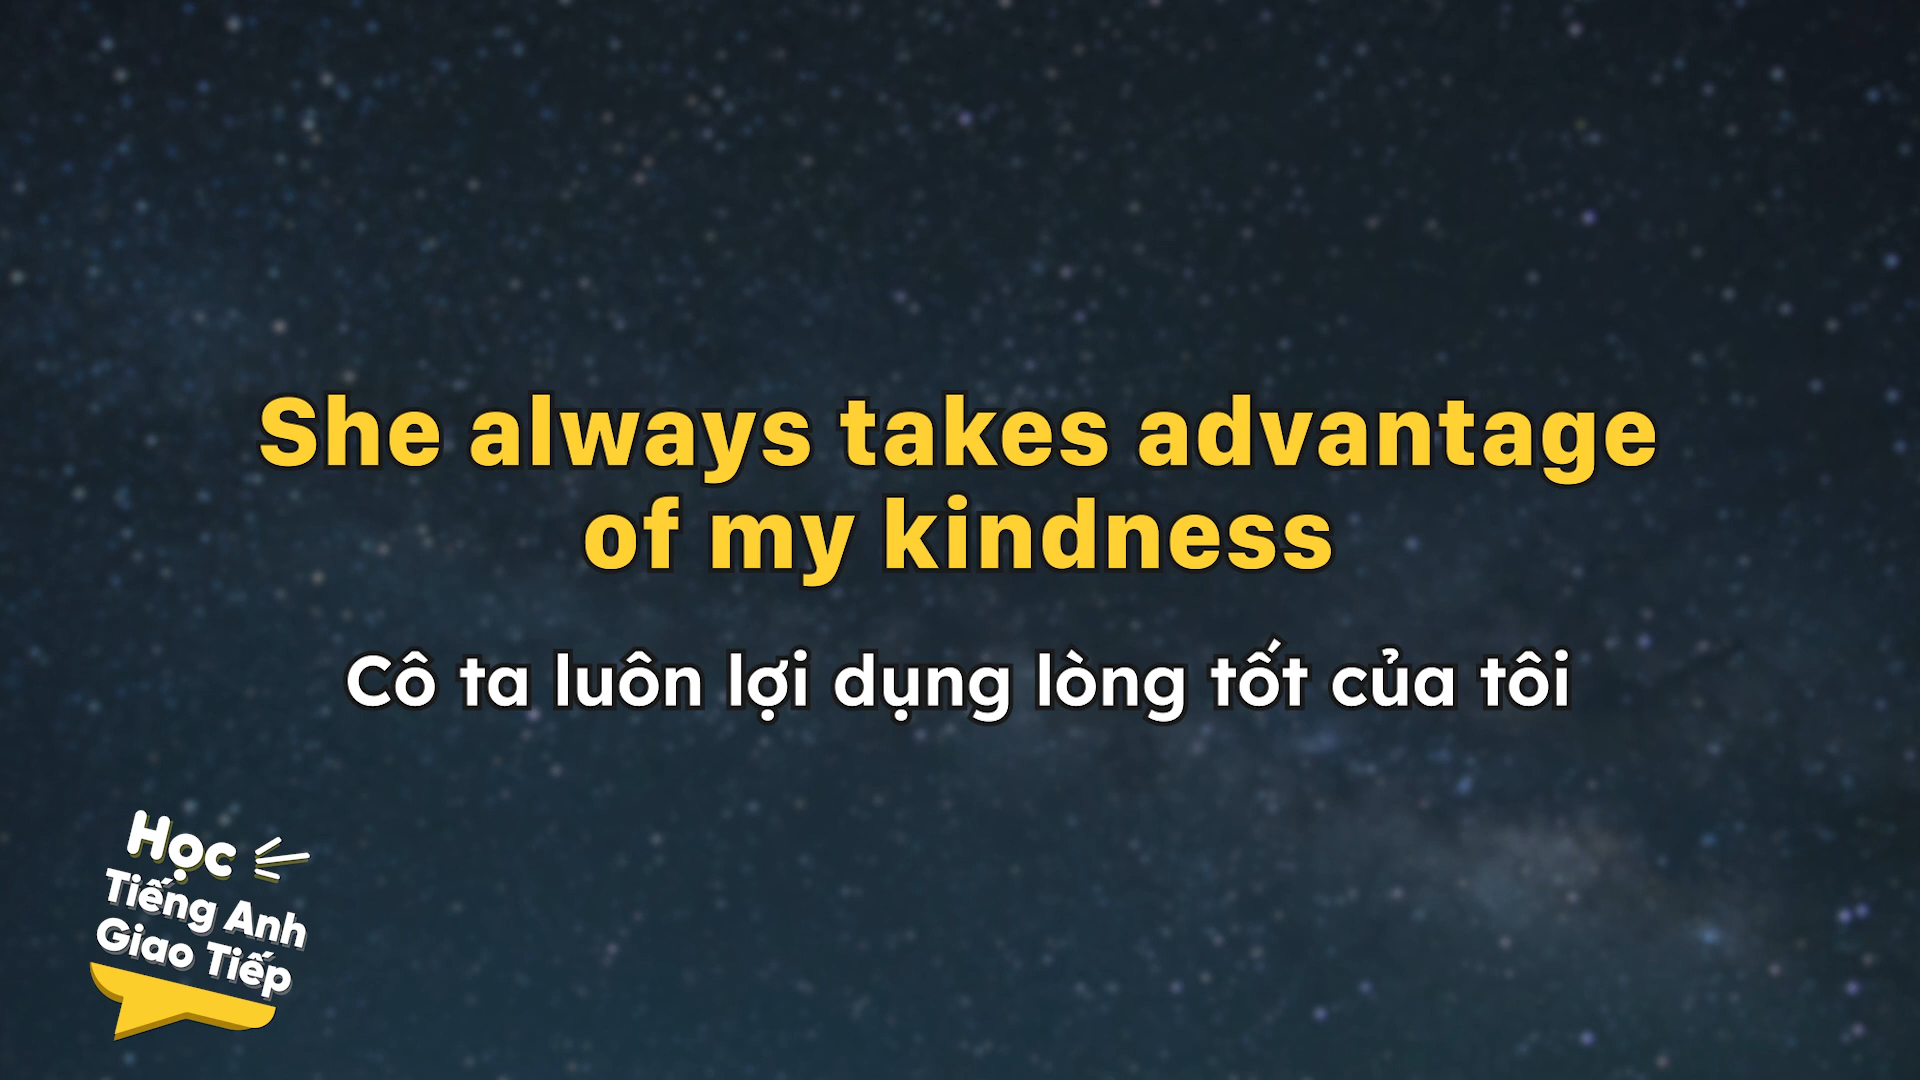 She always takes advantage
of my kindness
Cô ta luôn lợi dụng lòng tốt của tôi
Học
Tiếng Anh
Giao Tiếp